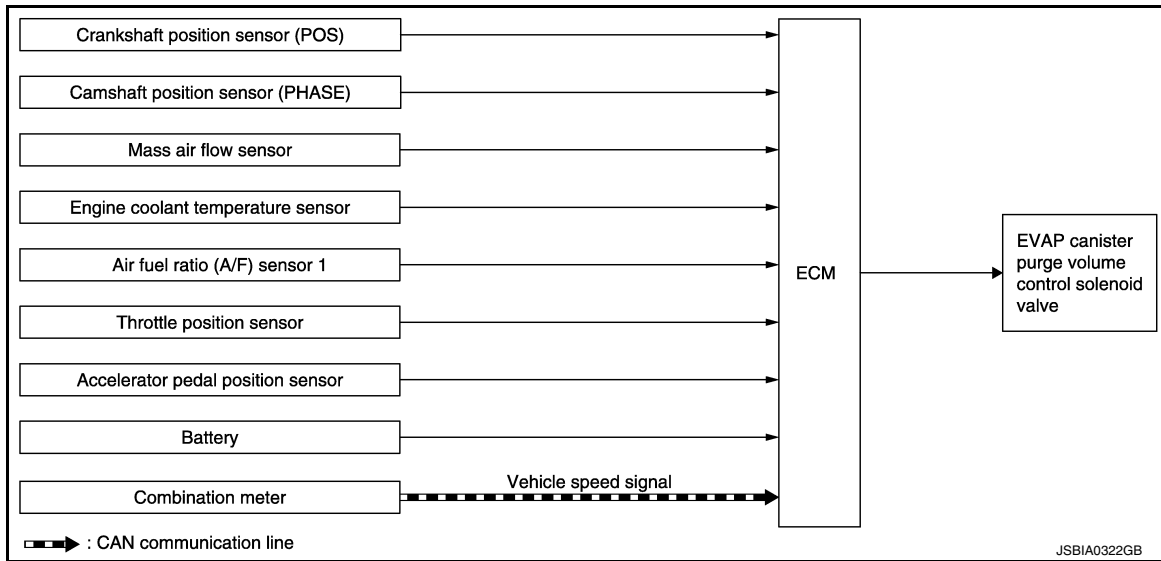 Crankshaft position sensor (POS)
Camshaft position sensor (PHASE)
Mass air flow sensor
Engine coolant temperature sensor
Air fuel ratio (A/F) sensor 1
Throttle position sensor
Accelerator pedal position sensor
Battery
Combination meter
Vehicle speed signal
ECM
EVAP canister
purge volume
control solenoid
valve
: CAN communication line
JSBIA0322GB